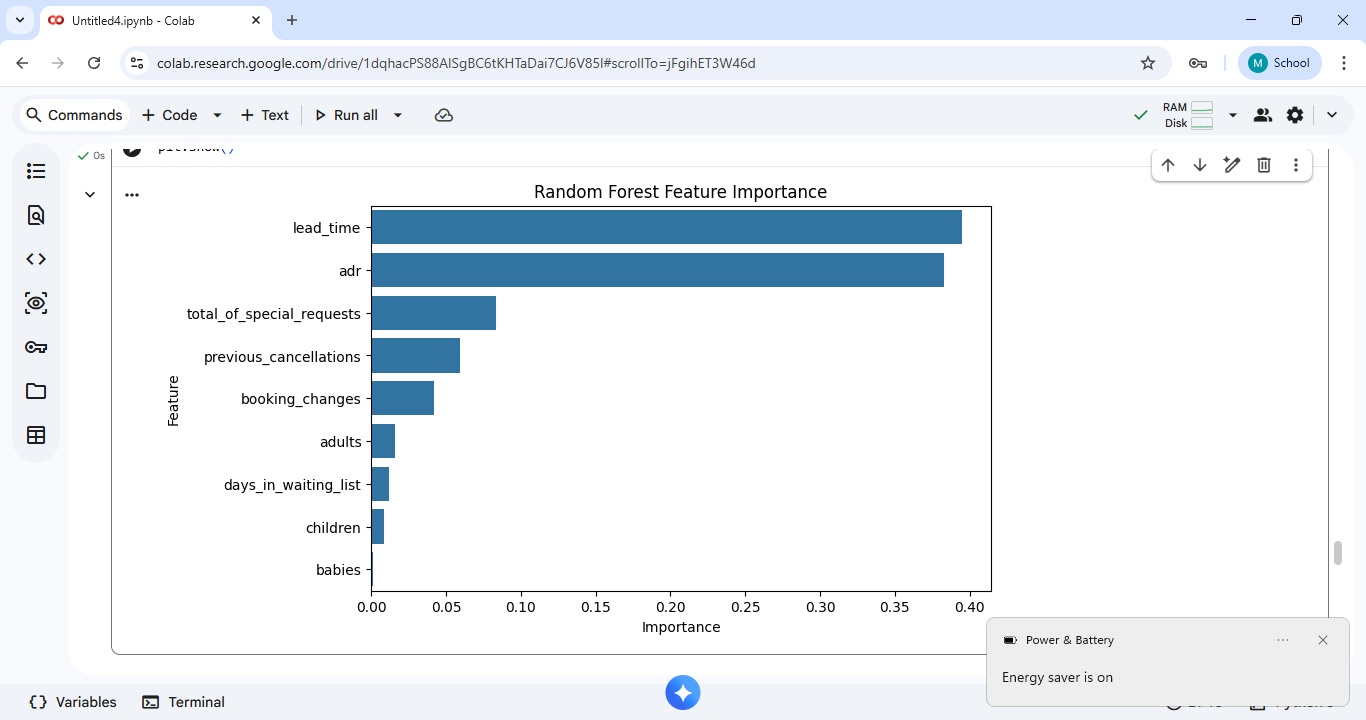 Untitled4.ipynb - Colab
colab.research.google.com/drive/1dqhacPS88AISgBC6tKHTaDai7CJ6V85l#scrollTo=jFgihET3W46d
M School
Commands + Code + Text Run all
RAM
Disk
0s
Random Forest Feature Importance
lead_time
adr
total_of_special_requests
previous_cancellations
booking_changes
adults
days_in_waiting_list
children
babies
Feature
0.00 0.05 0.10 0.15 0.20 0.25 0.30 0.35 0.40
Importance
Power & Battery
Energy saver is on
Variables Terminal